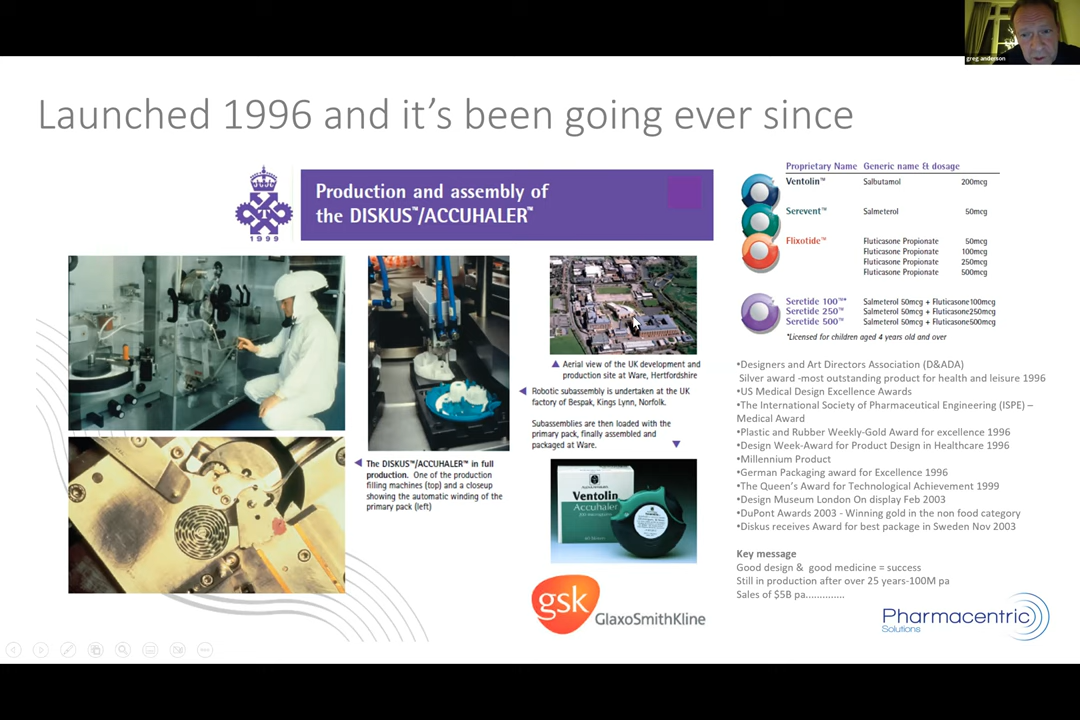 greg anderson
Launched 1996 and it's been going ever since
T
1999
Production and assembly of
the DISKUS™/ACCUHALER™
Aerial view of the UK development and
production site at Ware, Hertfordshire
Robotic subassembly is undertaken at the UK
factory of Bespak, Kings Lynn, Norfolk.
Subassemblies are then loaded with the
primary pack, finally assembled and
packaged at Ware.
The DISKUS™/ACCUHALER™ in full
production. One of the production
filling machines (top) and a closeup
showing the automatic winding of the
primary pack (left)
Ventolin™
Accuhaler™
gsk GlaxoSmithKline
Proprietary Name Generic name & dosage
Ventolin™ Salbutamol 200mcg
Serevent™ Salmeterol 50mcg
Flixotide™ Fluticasone Propionate 50mcg
Fluticasone Propionate 100mcg
Fluticasone Propionate 250mcg
Fluticasone Propionate 500mcg
Seretide 100™* Salmeterol 50mcg + Fluticasone100mcg
Seretide 250™ Salmeterol 50mcg + Fluticasone250mcg
Seretide 500™ Salmeterol 50mcg + Fluticasone500mcg
*Licensed for children aged 4 years old and over
•Designers and Art Directors Association (D&ADA)
Silver award -most outstanding product for health and leisure 1996
•US Medical Design Excellence Awards
•The International Society of Pharmaceutical Engineering (ISPE) –
Medical Award
•Plastic and Rubber Weekly-Gold Award for excellence 1996
•Design Week-Award for Product Design in Healthcare 1996
•Millennium Product
•German Packaging award for Excellence 1996
•The Queen's Award for Technological Achievement 1999
•Design Museum London On display Feb 2003
•DuPont Awards 2003 - Winning gold in the non food category
•Diskus receives Award for best package in Sweden Nov 2003
Key message
Good design & good medicine = success
Still in production after over 25 years-100M pa
Sales of $5B pa..............
Pharmacentric
Solutions